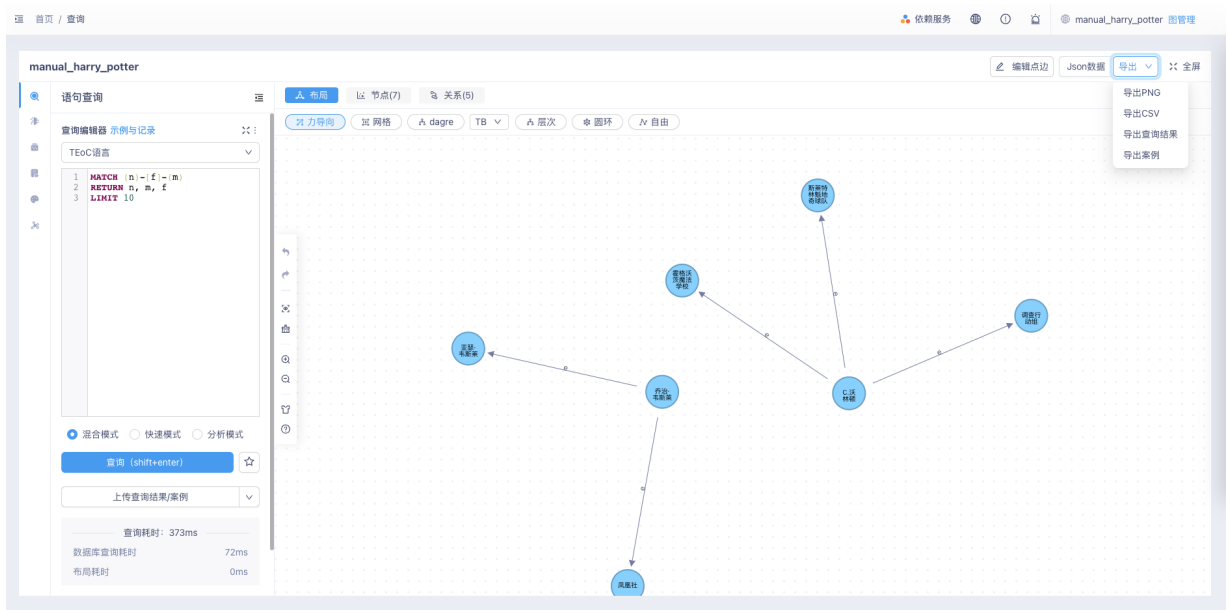 首页 / 查询
依赖服务
manual_harry_potter 图管理
manual_harry_potter
编辑点边
Json数据
导出
全屏
导出PNG
导出CSV
导出查询结果
导出案例
语句查询
查询编辑器 示例与记录
TEoC语言
1 MATCH (n)-[f]-(m)
2 RETURN n, m, f
3 LIMIT 10
混合模式 快速模式 分析模式
查询 (shift+enter)
上传查询结果/案例
查询耗时: 373ms
数据库查询耗时 72ms
布局耗时 0ms
布局 节点(7) 关系(5)
力导向 网格 dagre TB 层次 圆环 自由
斯莱特
林魁地
奇球队
霍格沃
茨魔法
学校
调查行
动组
亚瑟·
韦斯莱
e
e
e
e
乔治·
韦斯莱
C.沃
林顿
e
凤凰社